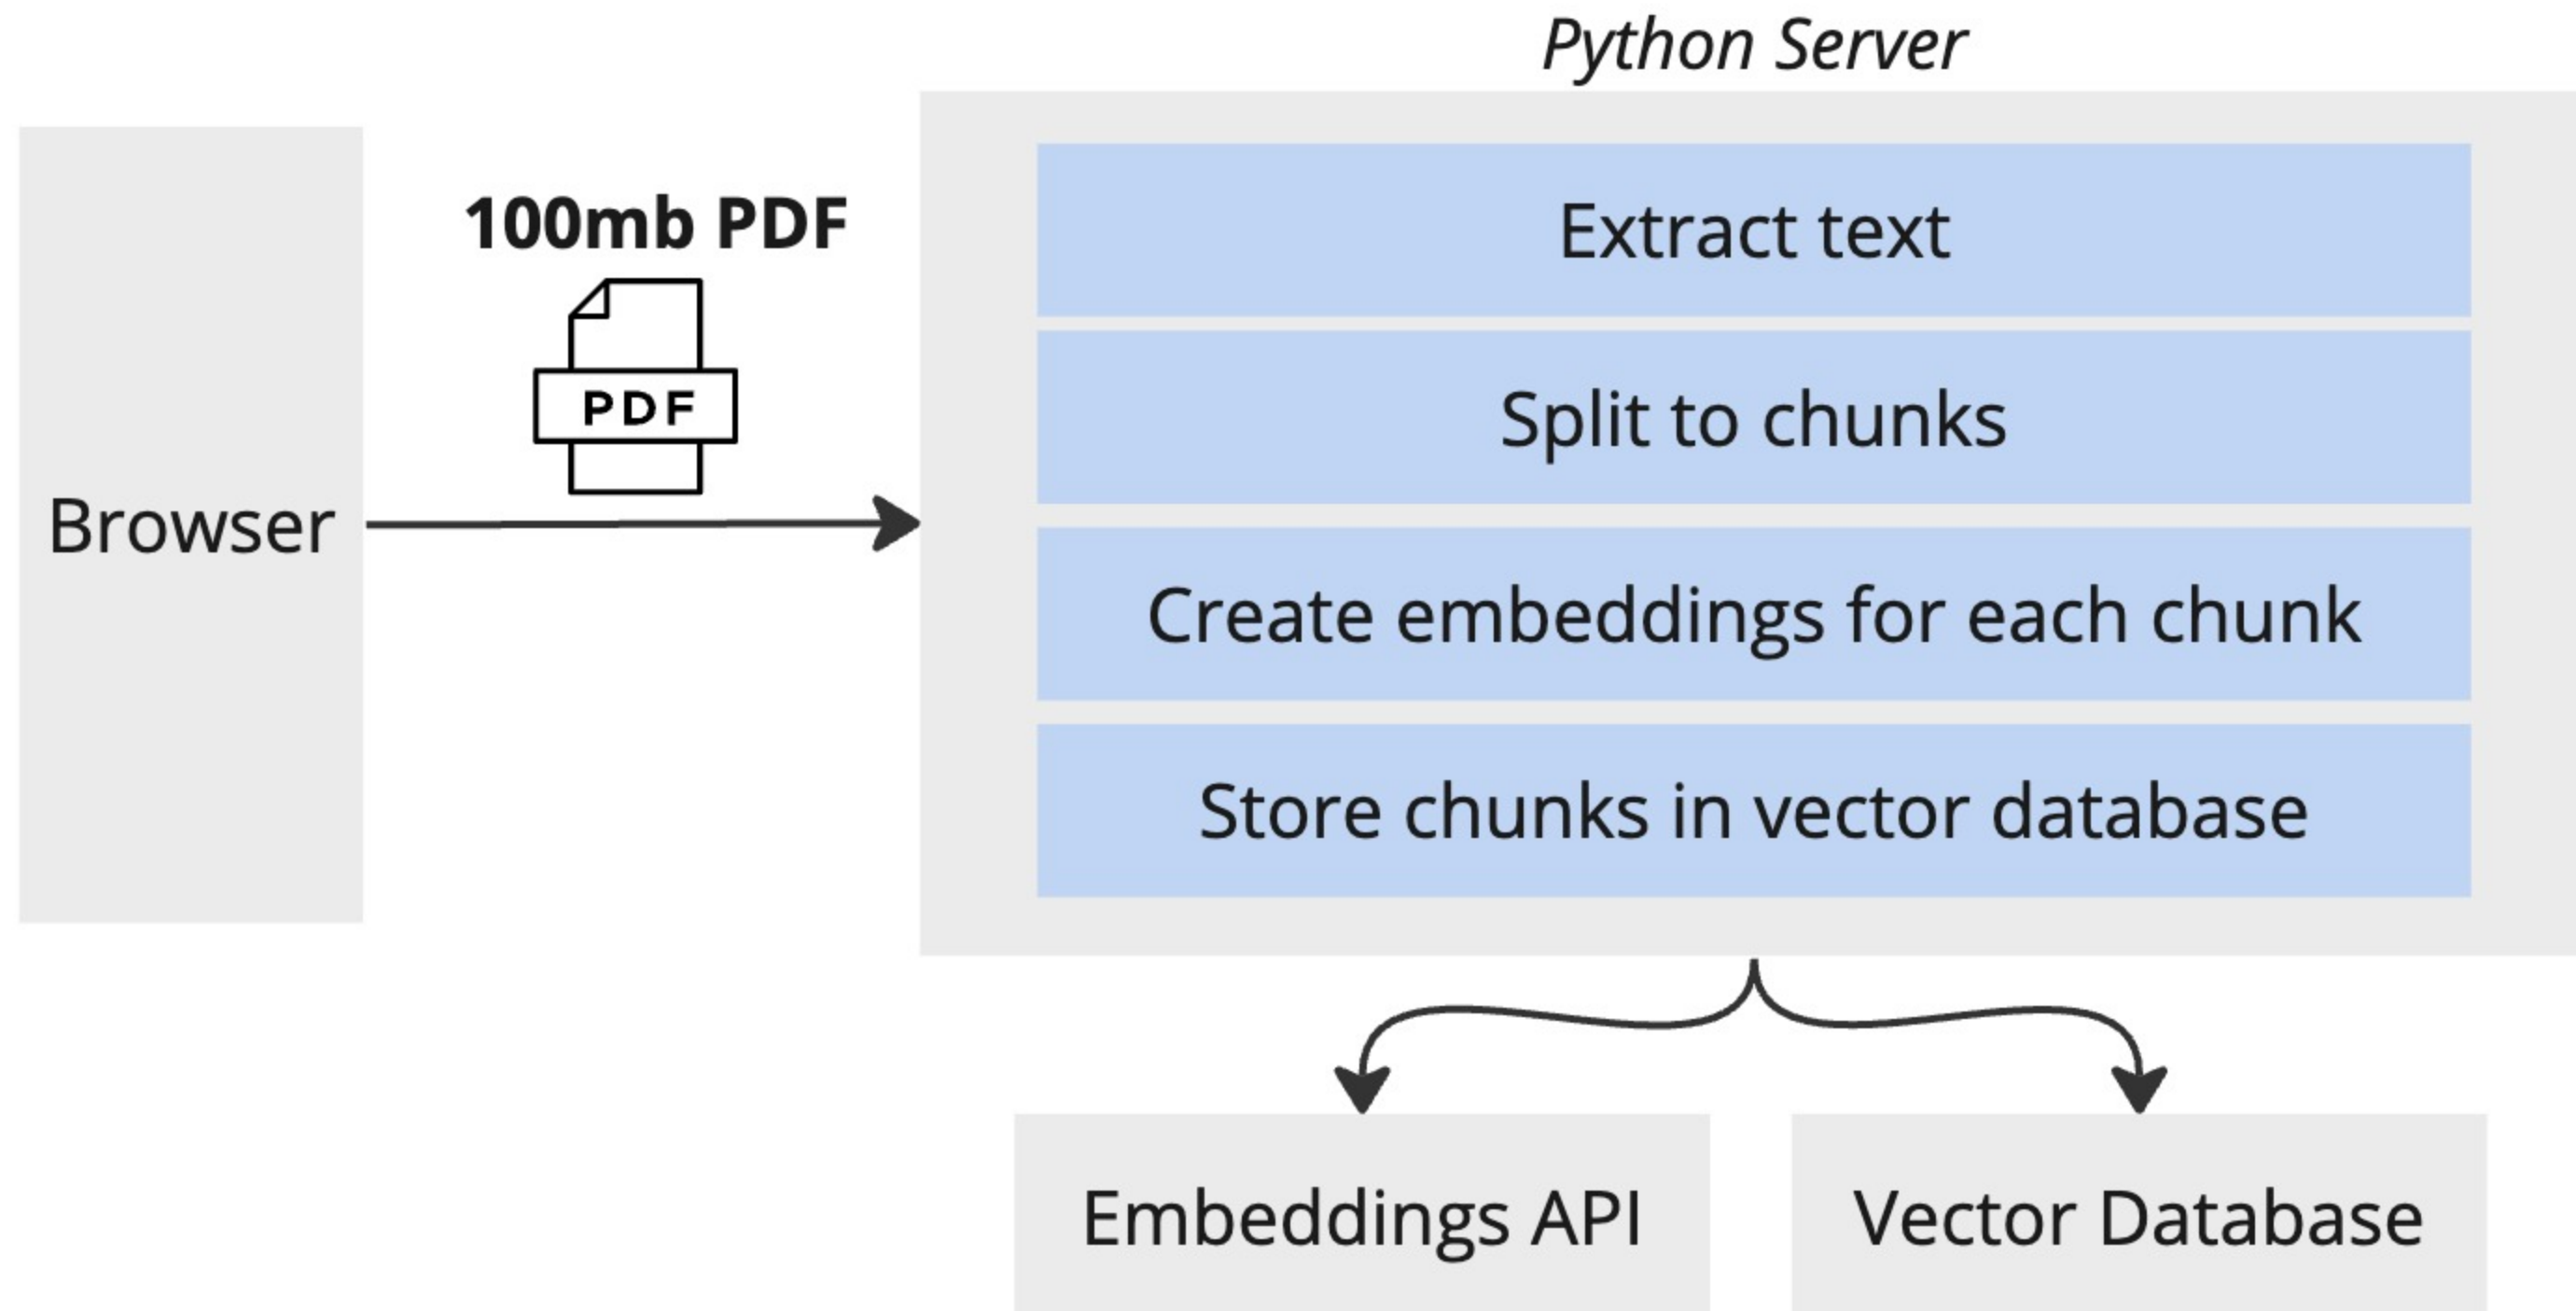 Python Server
100mb PDF
PDF
Browser
Extract text
Split to chunks
Create embeddings for each chunk
Store chunks in vector database
Embeddings API
Vector Database